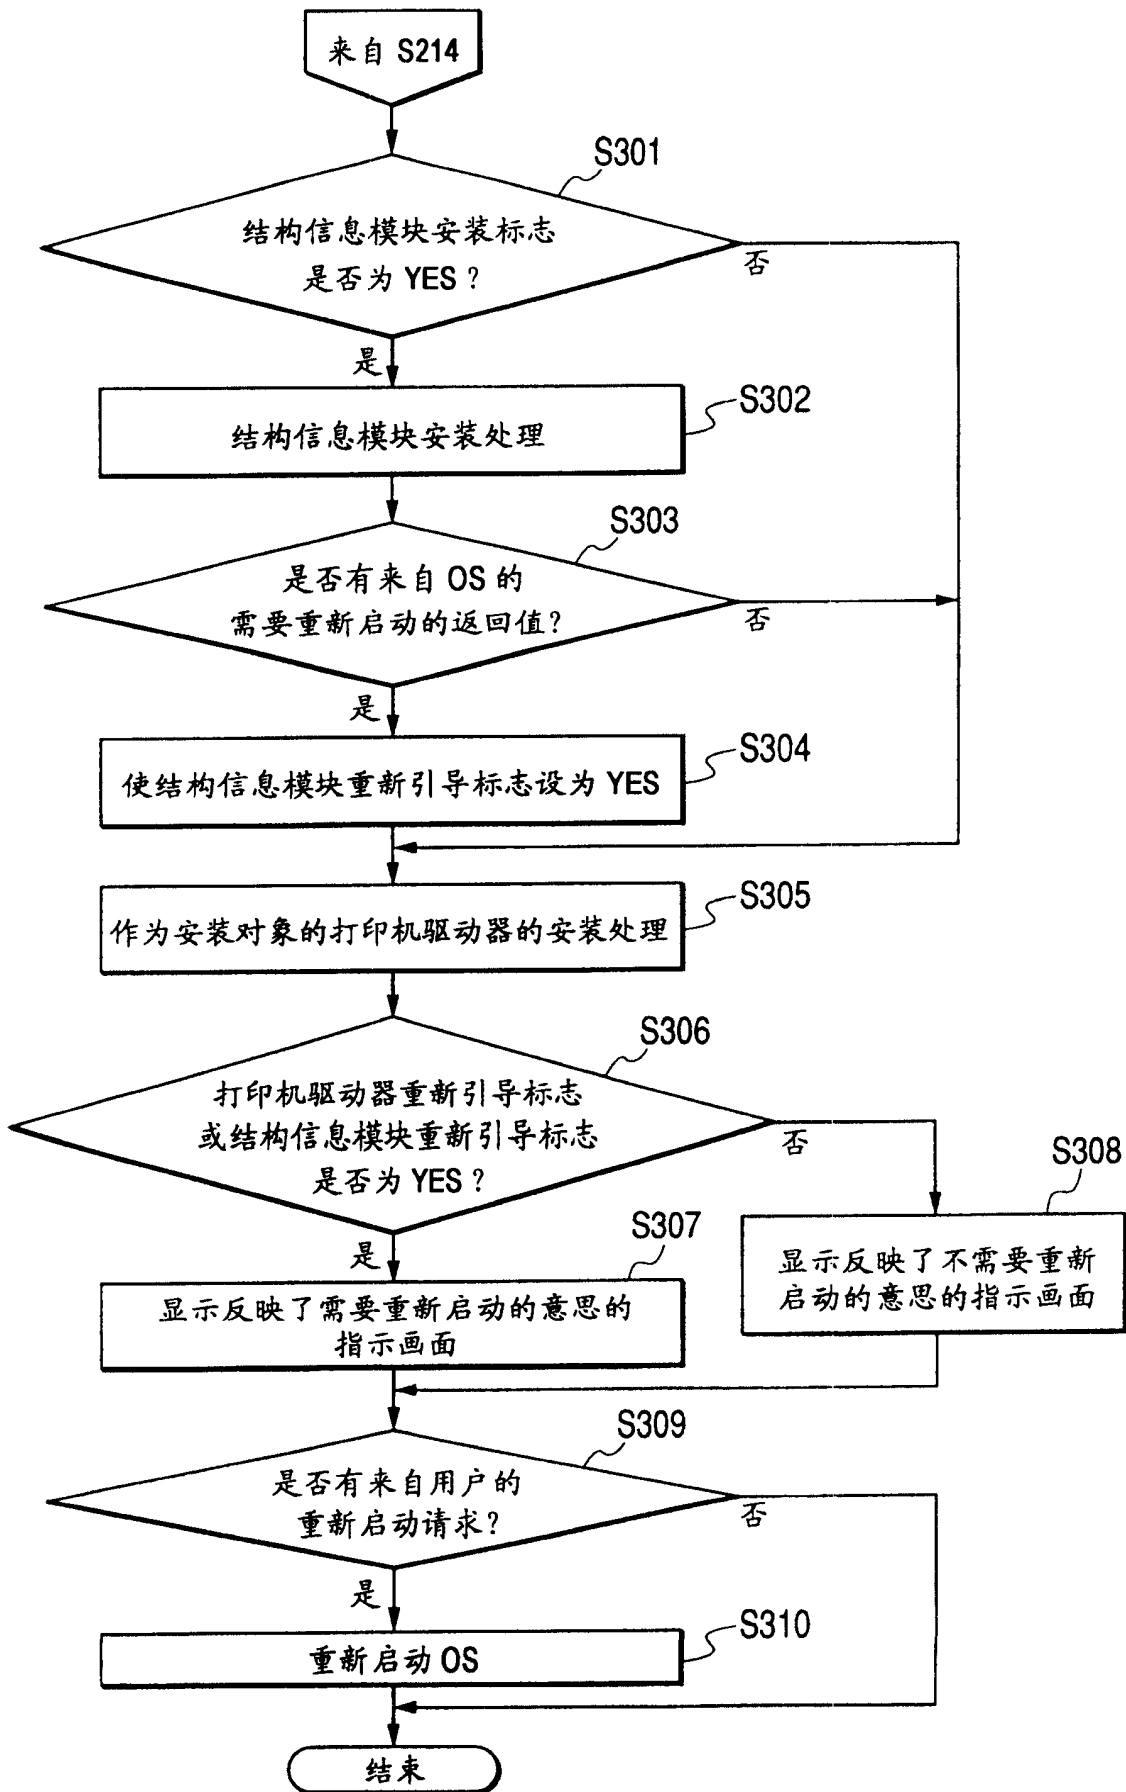 来自 S214
S301
结构信息模块安装标志
是否为 YES？
否
是
S302
结构信息模块安装处理
S303
是否有来自 OS 的
需要重新启动的返回值？
否
是
S304
使结构信息模块重新引导标志设为 YES
S305
作为安装对象的打印机驱动器的安装处理
S306
打印机驱动器重新引导标志
或结构信息模块重新引导标志
是否为 YES？
否
是
S308
显示反映了不需要重新
启动的意思的指示画面
S307
显示反映了需要重新启动的意思的
指示画面
S309
是否有来自用户的
重新启动请求？
否
是
S310
重新启动 OS
结束